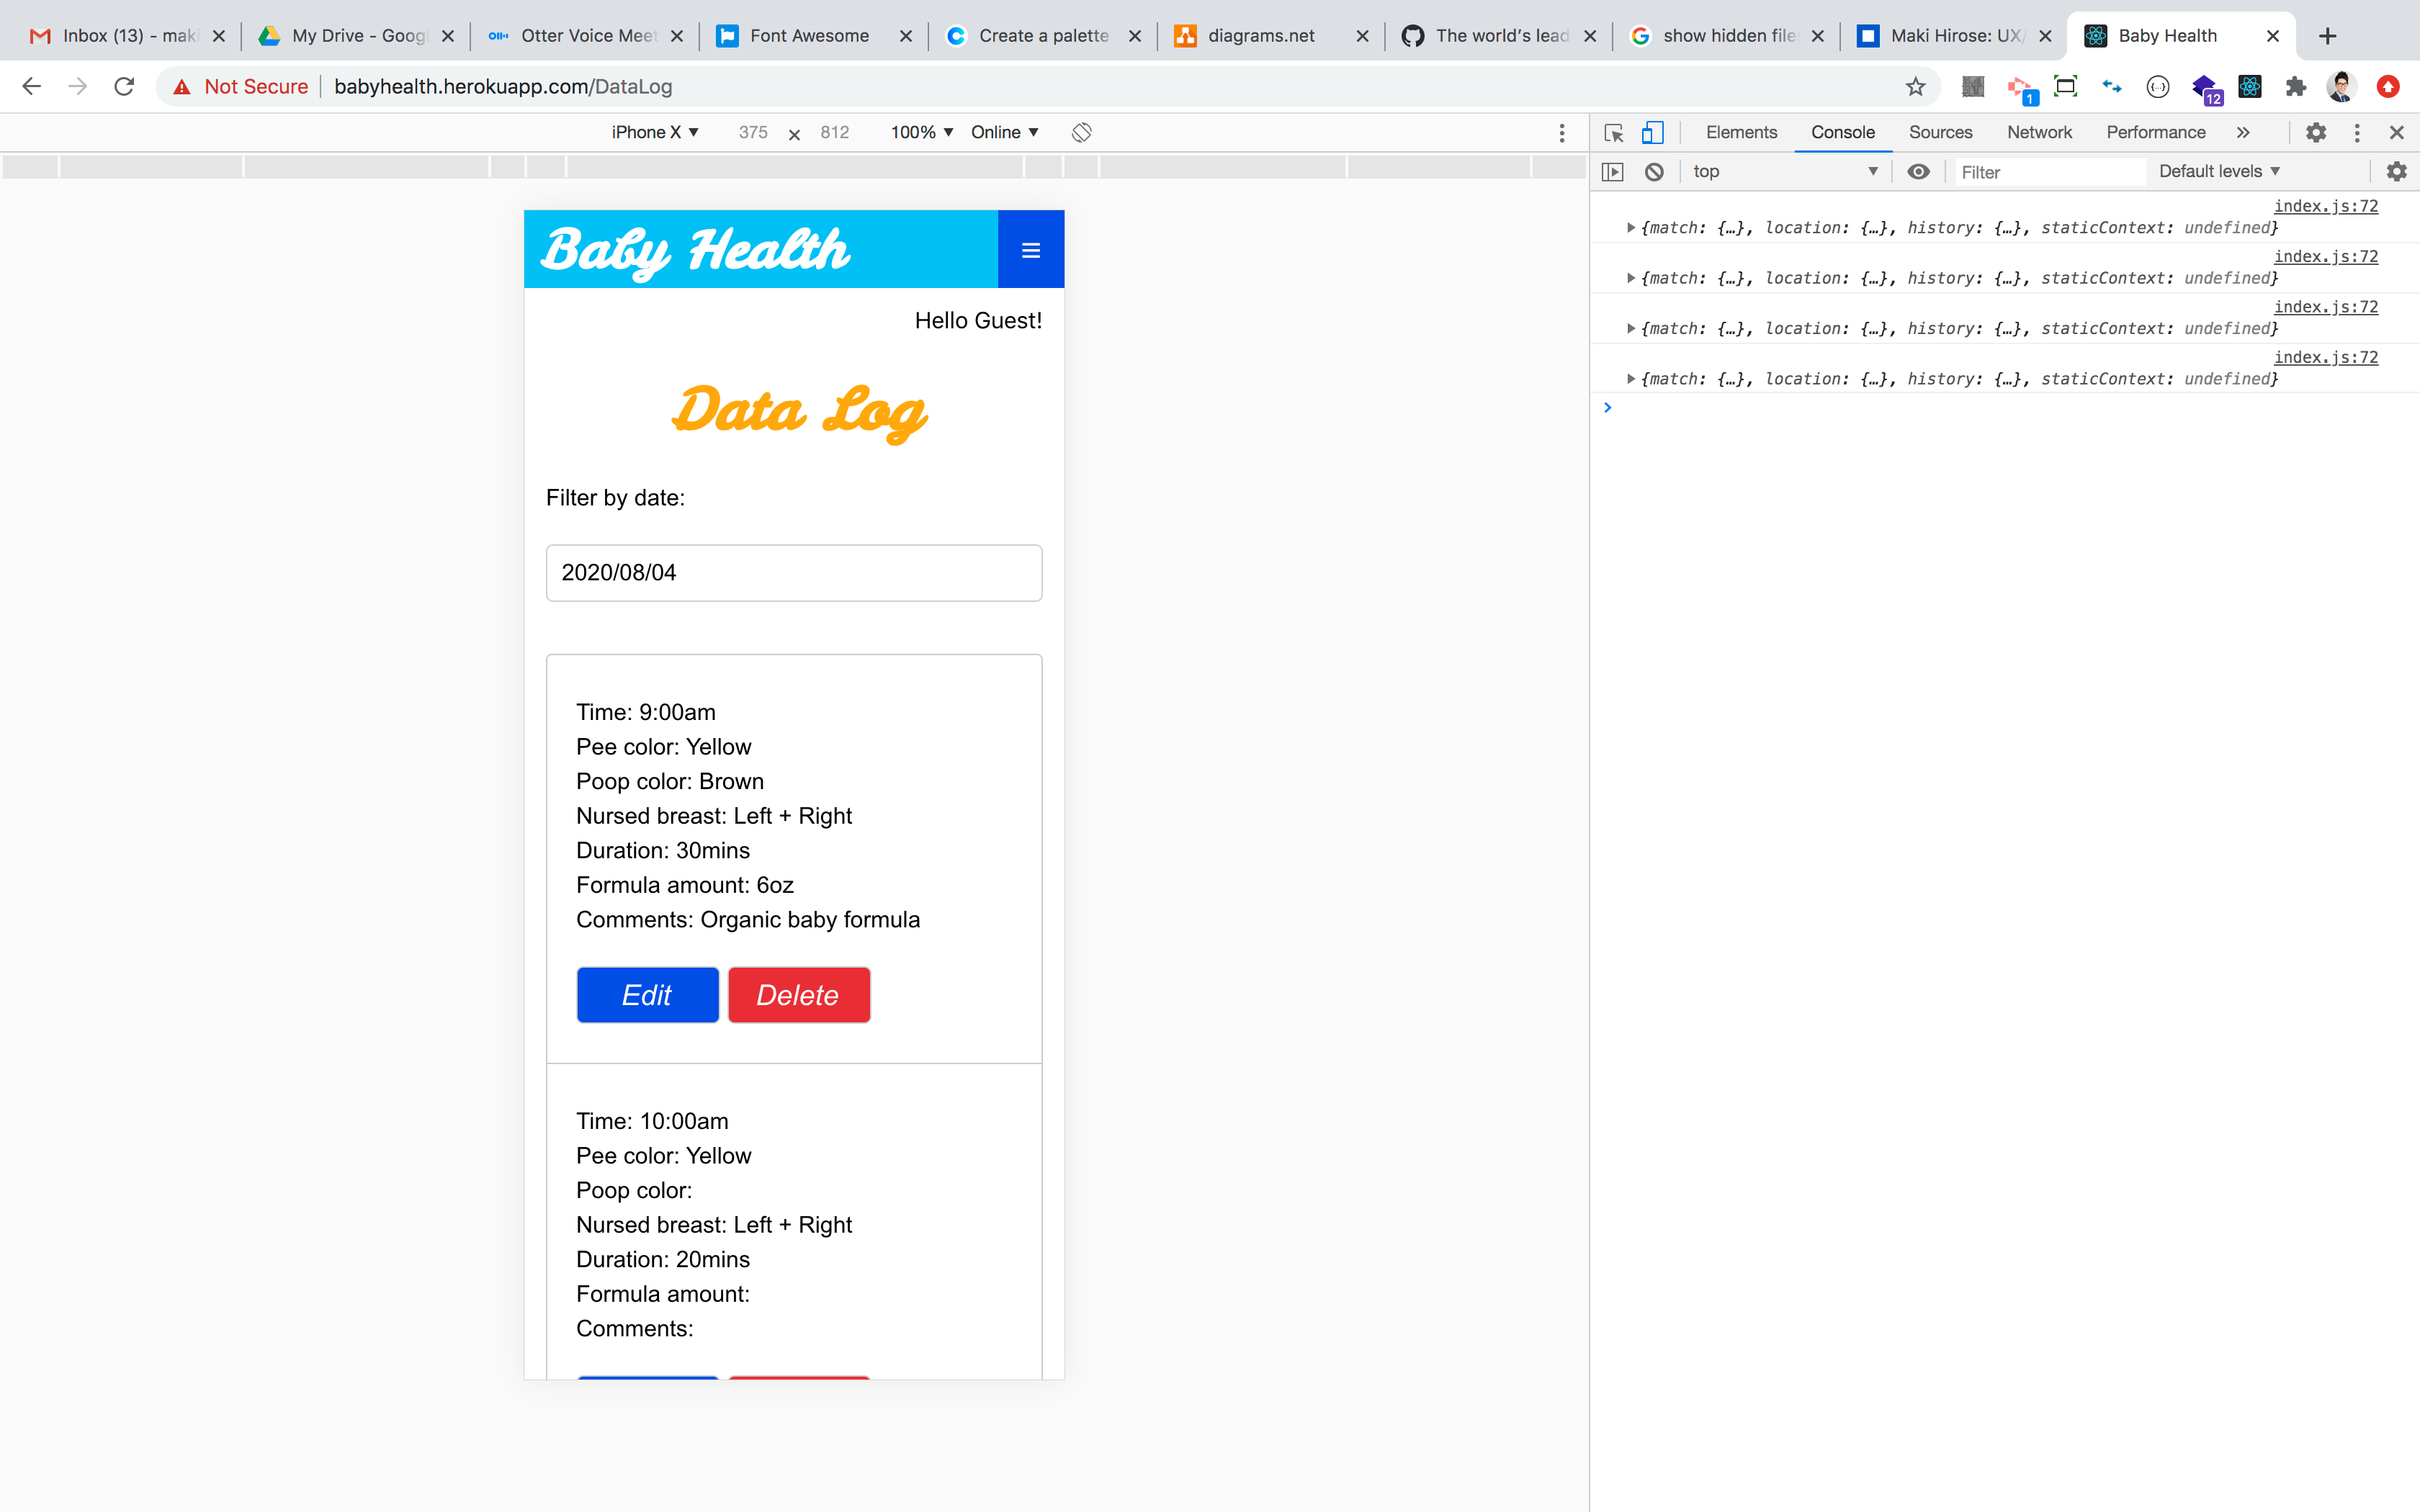 Inbox (13) - maki
My Drive - Googl
Otter Voice Meet
Font Awesome
Create a palette
diagrams.net
The world's lead
show hidden file
Maki Hirose: UX/
Baby Health
Not Secure
babyhealth.herokuapp.com/DataLog
1
12
iPhone X ▼ 375 x 812 100% ▼ Online ▼
Elements Console Sources Network Performance »
top ▼ Filter Default levels ▼
Baby Health
Hello Guest!
Data Log
Filter by date:
2020/08/04
Time: 9:00am
Pee color: Yellow
Poop color: Brown
Nursed breast: Left + Right
Duration: 30mins
Formula amount: 6oz
Comments: Organic baby formula
Edit Delete
Time: 10:00am
Pee color: Yellow
Poop color:
Nursed breast: Left + Right
Duration: 20mins
Formula amount:
Comments:
index.js:72
{match: {…}, location: {…}, history: {…}, staticContext: undefined}
index.js:72
{match: {…}, location: {…}, history: {…}, staticContext: undefined}
index.js:72
{match: {…}, location: {…}, history: {…}, staticContext: undefined}
index.js:72
{match: {…}, location: {…}, history: {…}, staticContext: undefined}